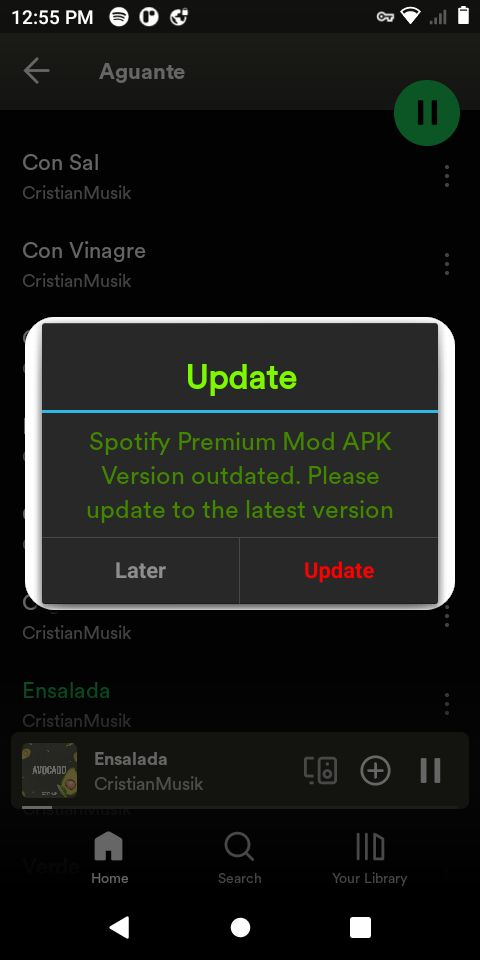 12:55 PM
Aguante
Con Sal
CristianMusik
Con Vinagre
CristianMusik
Update
Spotify Premium Mod APK
Version outdated. Please
update to the latest version
Later
Update
CristianMusik
Ensalada
CristianMusik
AVOCADO
Ensalada
CristianMusik
CristianMusik
Verde
Home
Search
Your Library